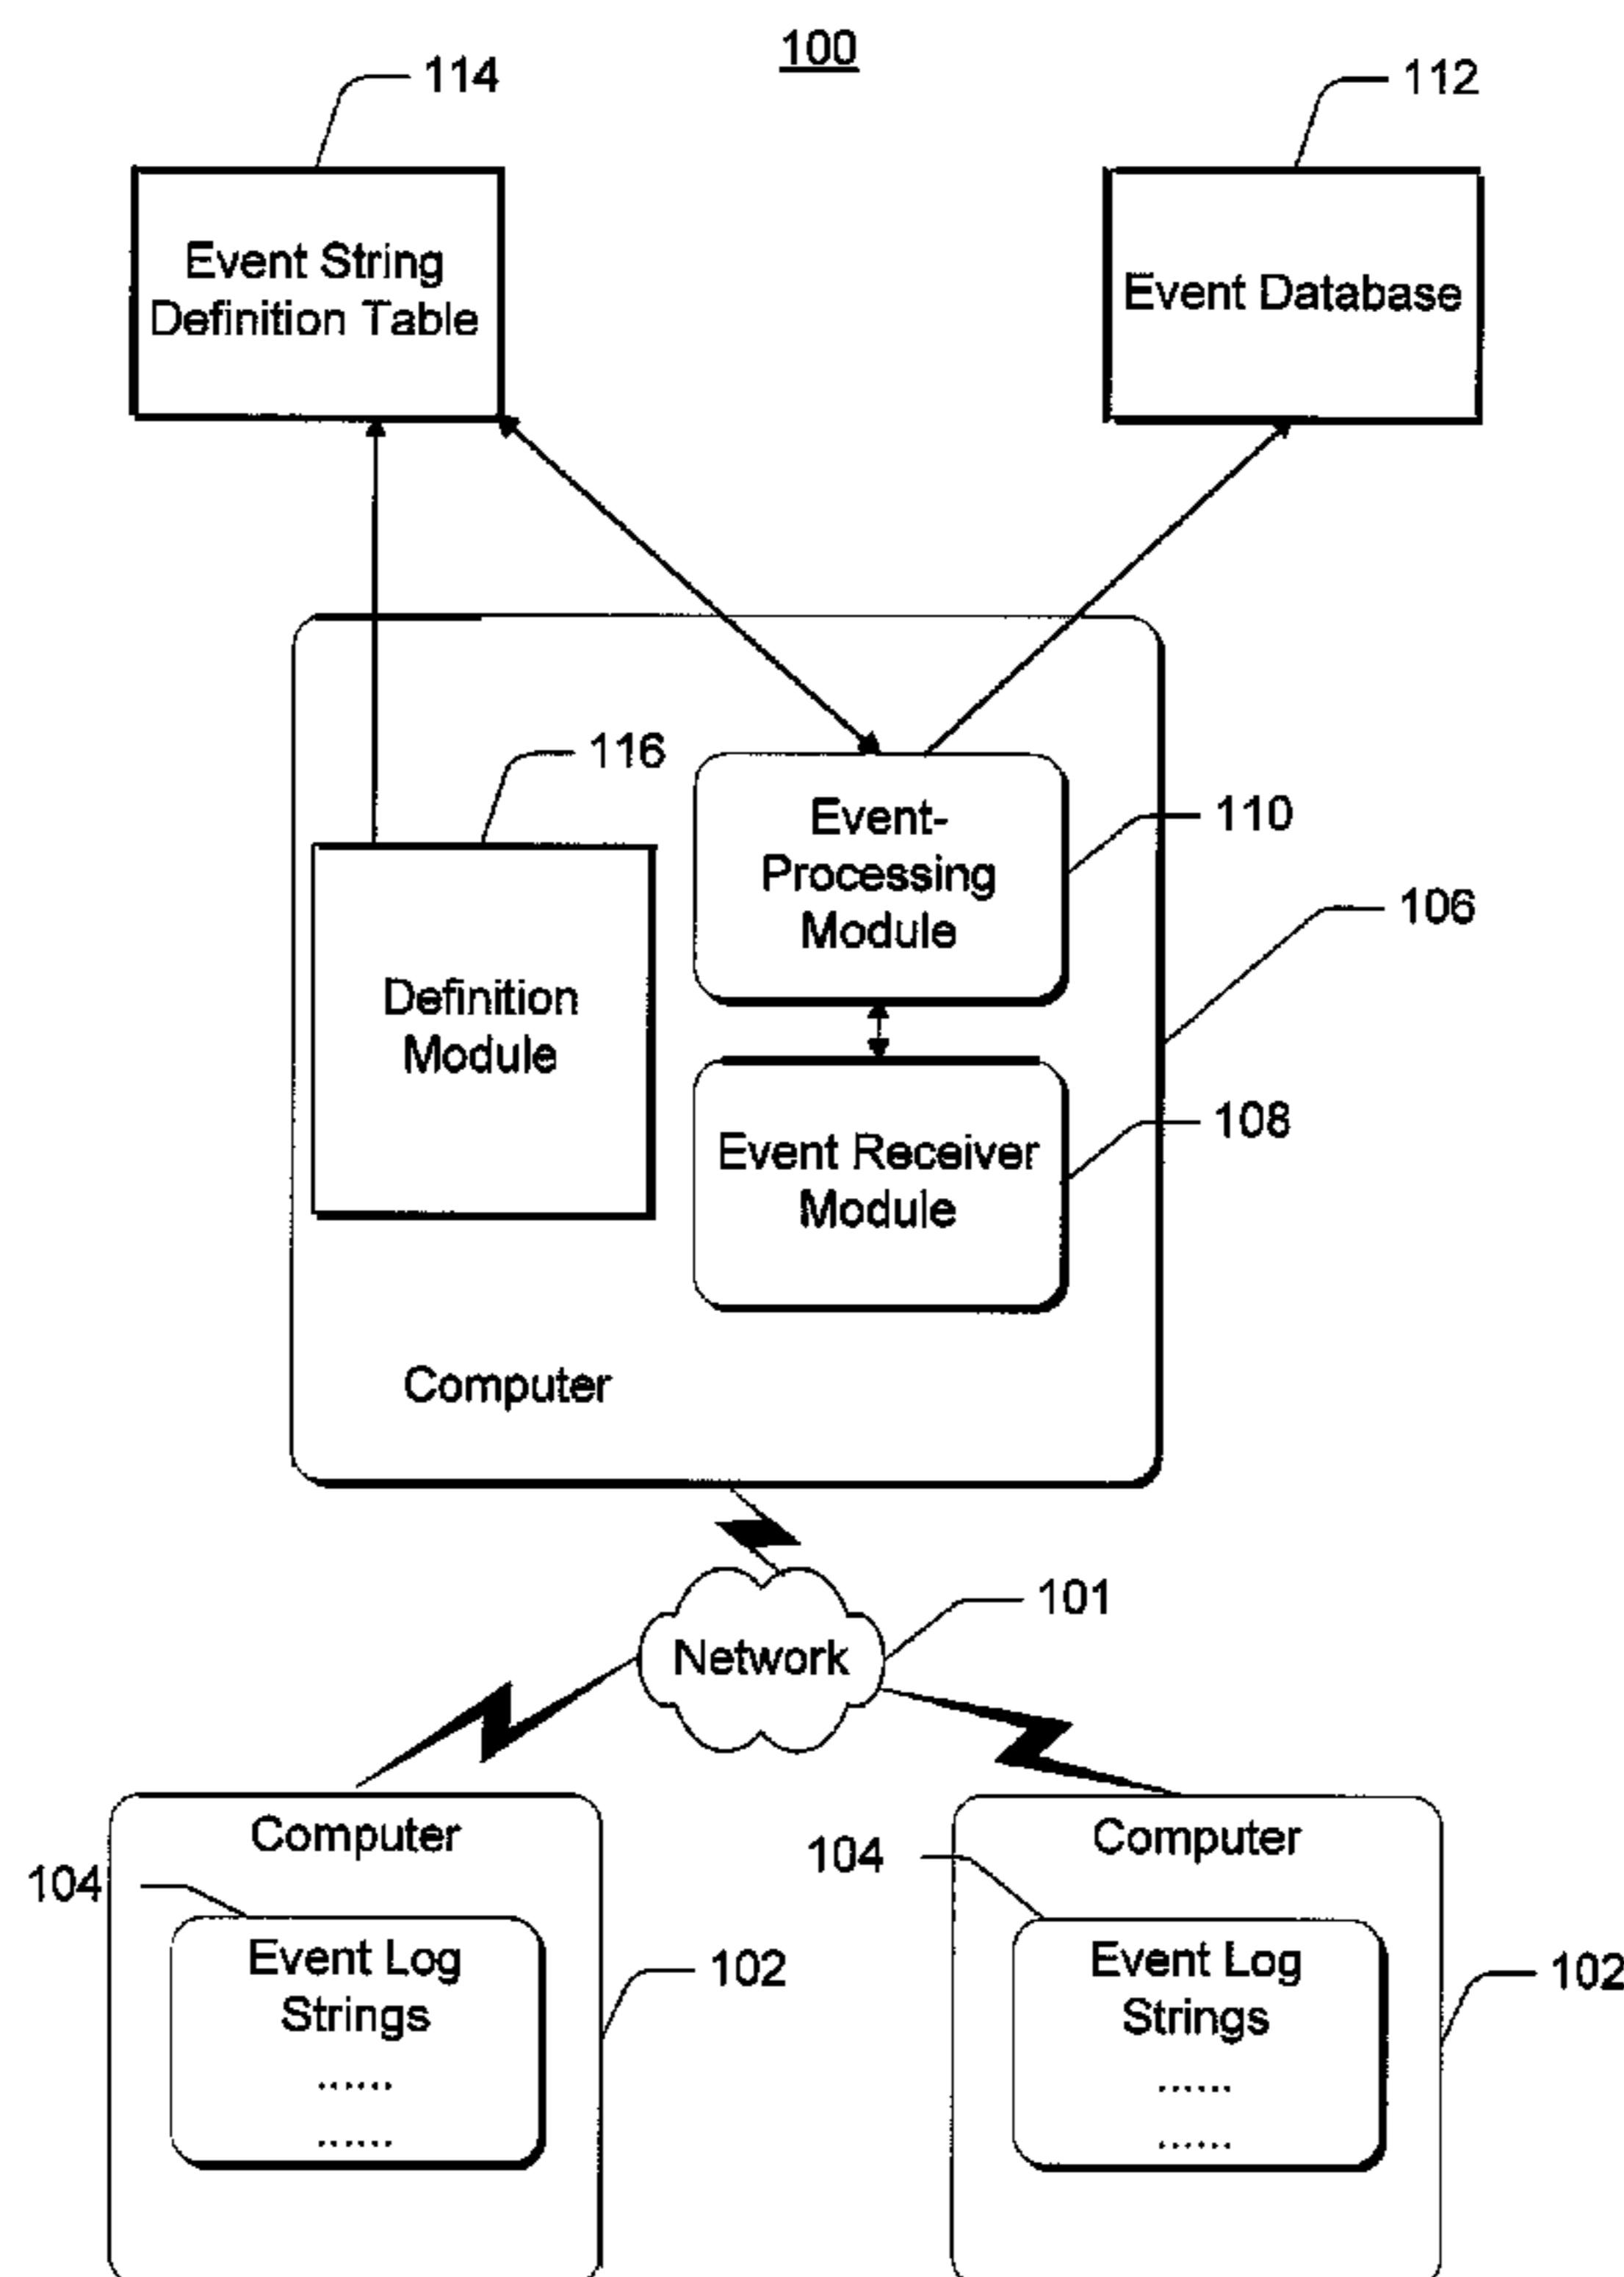 100
114
112
Event String
Definition Table
Event Database
116
Event-
Processing
Module
110
106
Definition
Module
108
Event Receiver
Module
Computer
101
Network
Computer
104
Event Log
Strings
......
......
102
Computer
104
Event Log
Strings
......
......
102